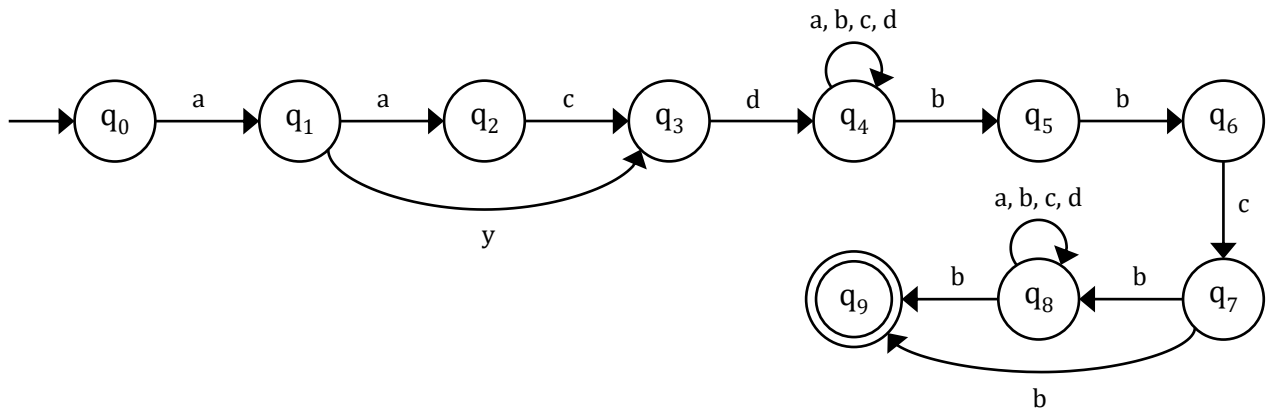 a, b, c, d
q₀ a q₁ a q₂ c q₃ d q₄ b q₅ b q₆
y
a, b, c, d
c
q₉ b q₈ b q₇
b